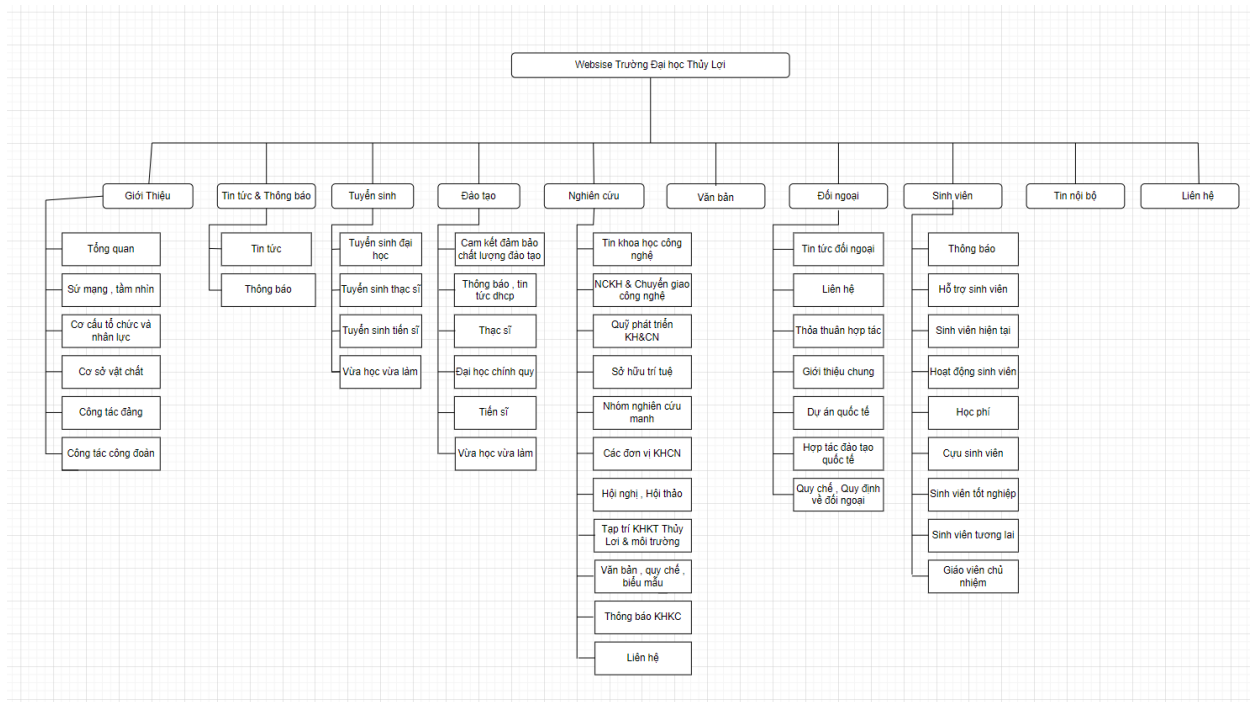 Websise Trường Đại học Thủy Lợi
Giới Thiệu
Tin tức & Thông báo
Tuyển sinh
Đào tạo
Nghiên cứu
Văn bản
Đối ngoại
Sinh viên
Tin nội bộ
Liên hệ
Tổng quan
Sứ mạng , tầm nhìn
Cơ cấu tổ chức và
nhân lực
Cơ sở vật chất
Công tác đảng
Công tác công đoàn
Tin tức
Thông báo
Tuyển sinh đại
học
Tuyển sinh thạc sĩ
Tuyển sinh tiến sĩ
Vừa học vừa làm
Cam kết đảm bảo
chất lượng đào tạo
Thông báo , tin
tức dhcp
Thạc sĩ
Đại học chính quy
Tiến sĩ
Vừa học vừa làm
Tin khoa học công
nghệ
NCKH & Chuyển giao
công nghệ
Quỹ phát triển
KH&CN
Sở hữu trí tuệ
Nhóm nghiên cứu
manh
Các đơn vị KHCN
Hội nghị , Hội thảo
Tạp trí KHKT Thủy
Lợi & môi trường
Văn bản , quy chế ,
biểu mẫu
Thông báo KHKC
Liên hệ
Tin tức đối ngoại
Liên hệ
Thỏa thuân hợp tác
Giới thiệu chung
Dự án quốc tế
Hợp tác đào tạo
quốc tế
Quy chế , Quy định
về đối ngoại
Thông báo
Hỗ trợ sinh viên
Sinh viên hiện tại
Hoạt động sinh viên
Học phí
Cựu sinh viên
Sinh viên tốt nghiệp
Sinh viên tương lai
Giáo viên chủ
nhiệm